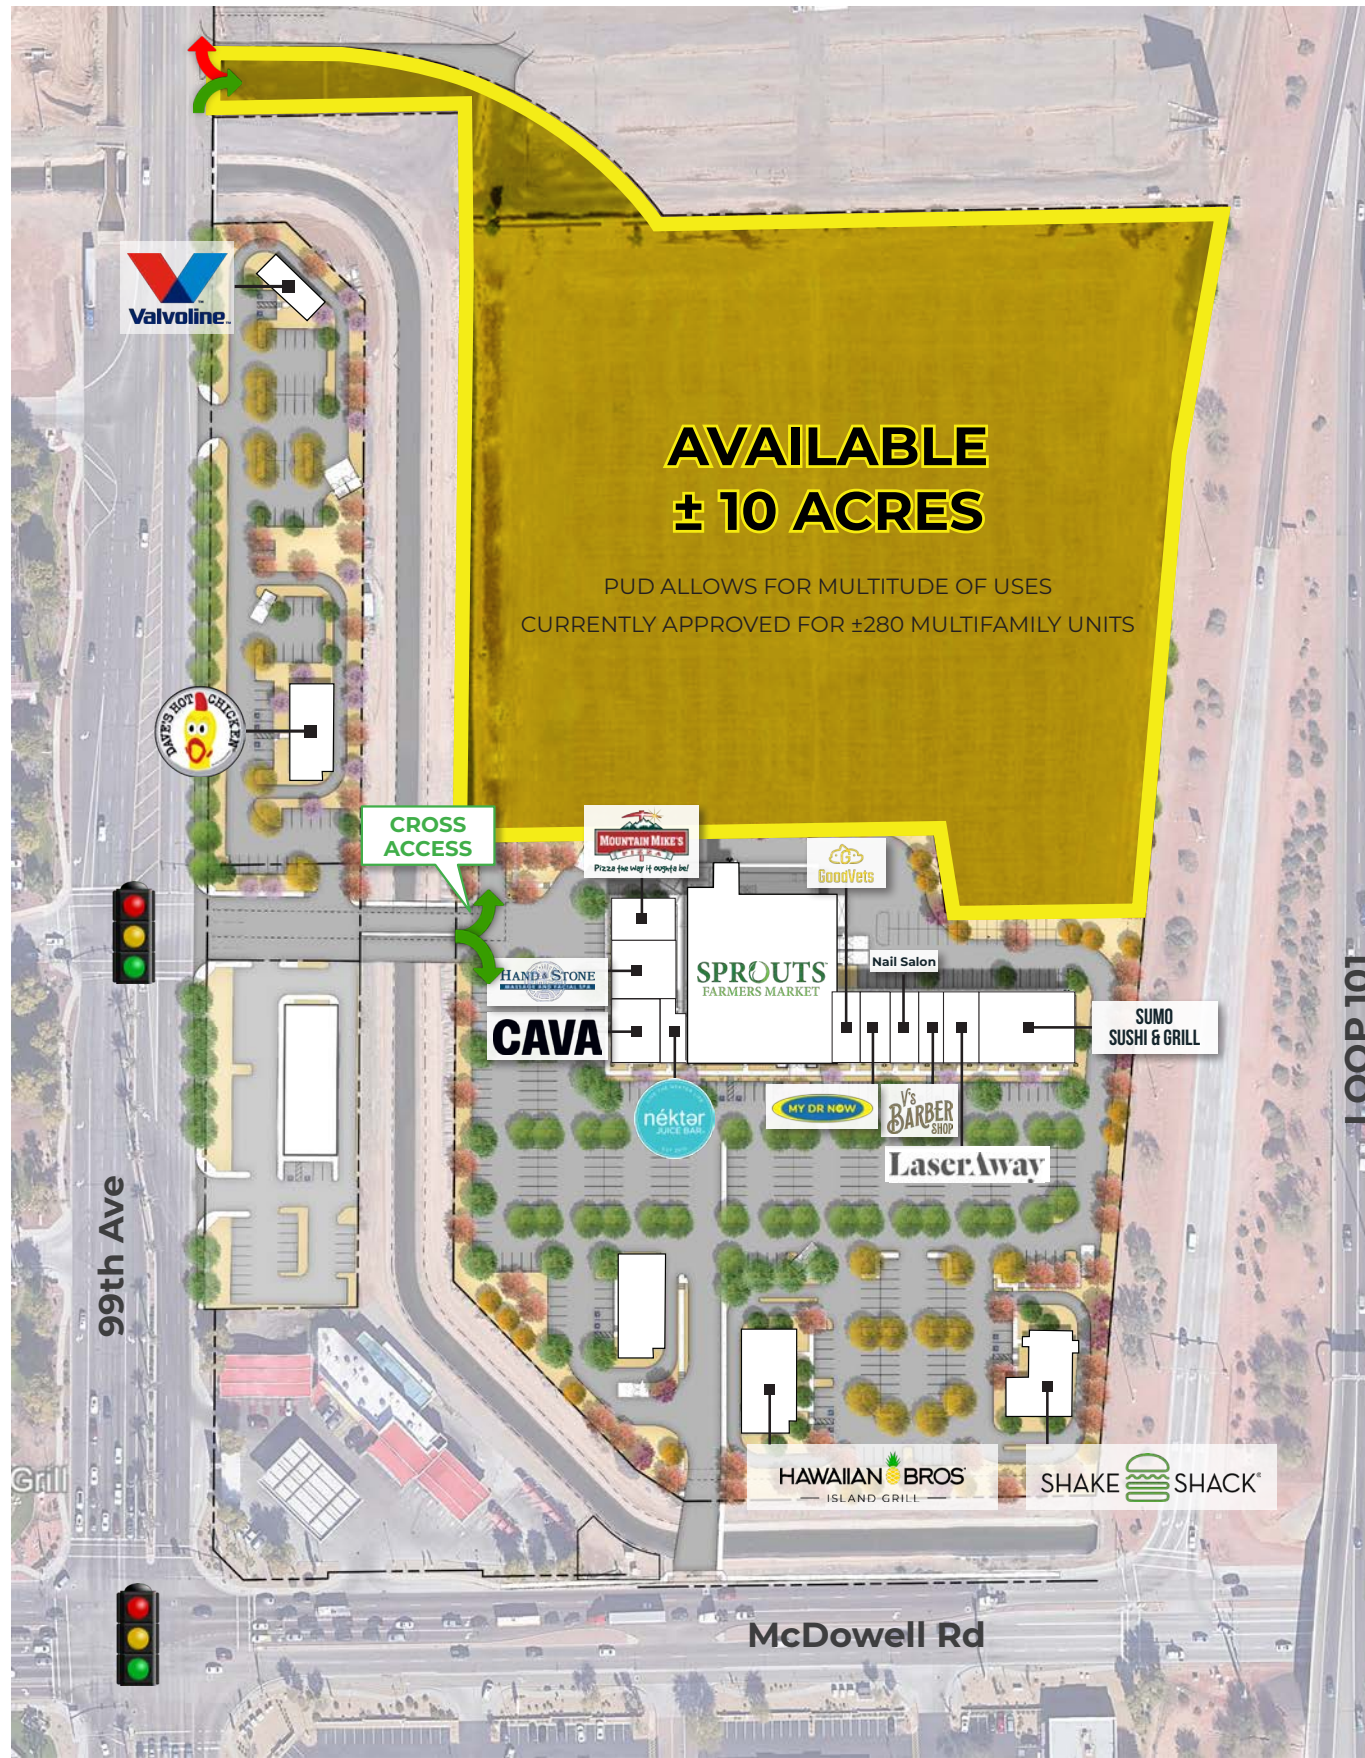 Valvoline
AVAILABLE
± 10 ACRES
PUD ALLOWS FOR MULTITUDE OF USES
CURRENTLY APPROVED FOR ±280 MULTIFAMILY UNITS
DAVE'S HOT CHICKEN
CROSS
ACCESS
MOUNTAIN MIKE'S
PIZZA
Pizza the way it oughta be!
GoodVets
HAND & STONE
MASSAGE AND FACIAL SPA
SPROUTS
FARMERS MARKET
Nail Salon
CAVA
SUMO
SUSHI & GRILL
LOOP 101
néktar
JUICE BAR
MY DR NOW
V's
BARBER
SHOP
LaserAway
99th Ave
HAWAIIAN BROS
ISLAND GRILL
SHAKE SHACK
Grill
McDowell Rd